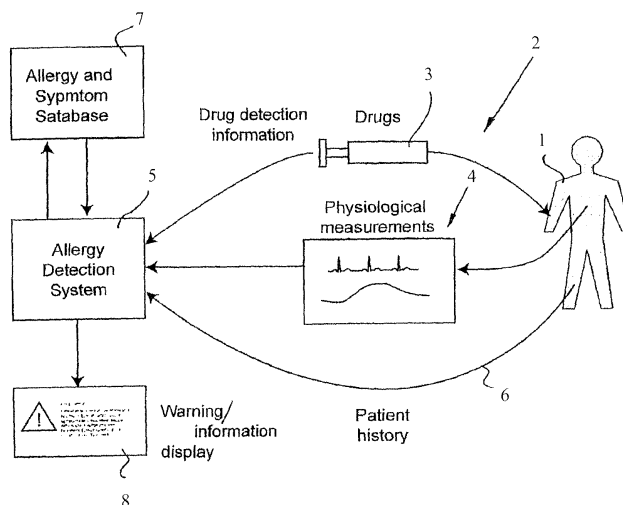 7
Allergy and
Sypmtom
Satabase
2
3
Drug detection
information
Drugs
1
5
4
Physiological
measurements
Allergy
Detection
System
6
Warning/
information
display
Patient
history
!
8